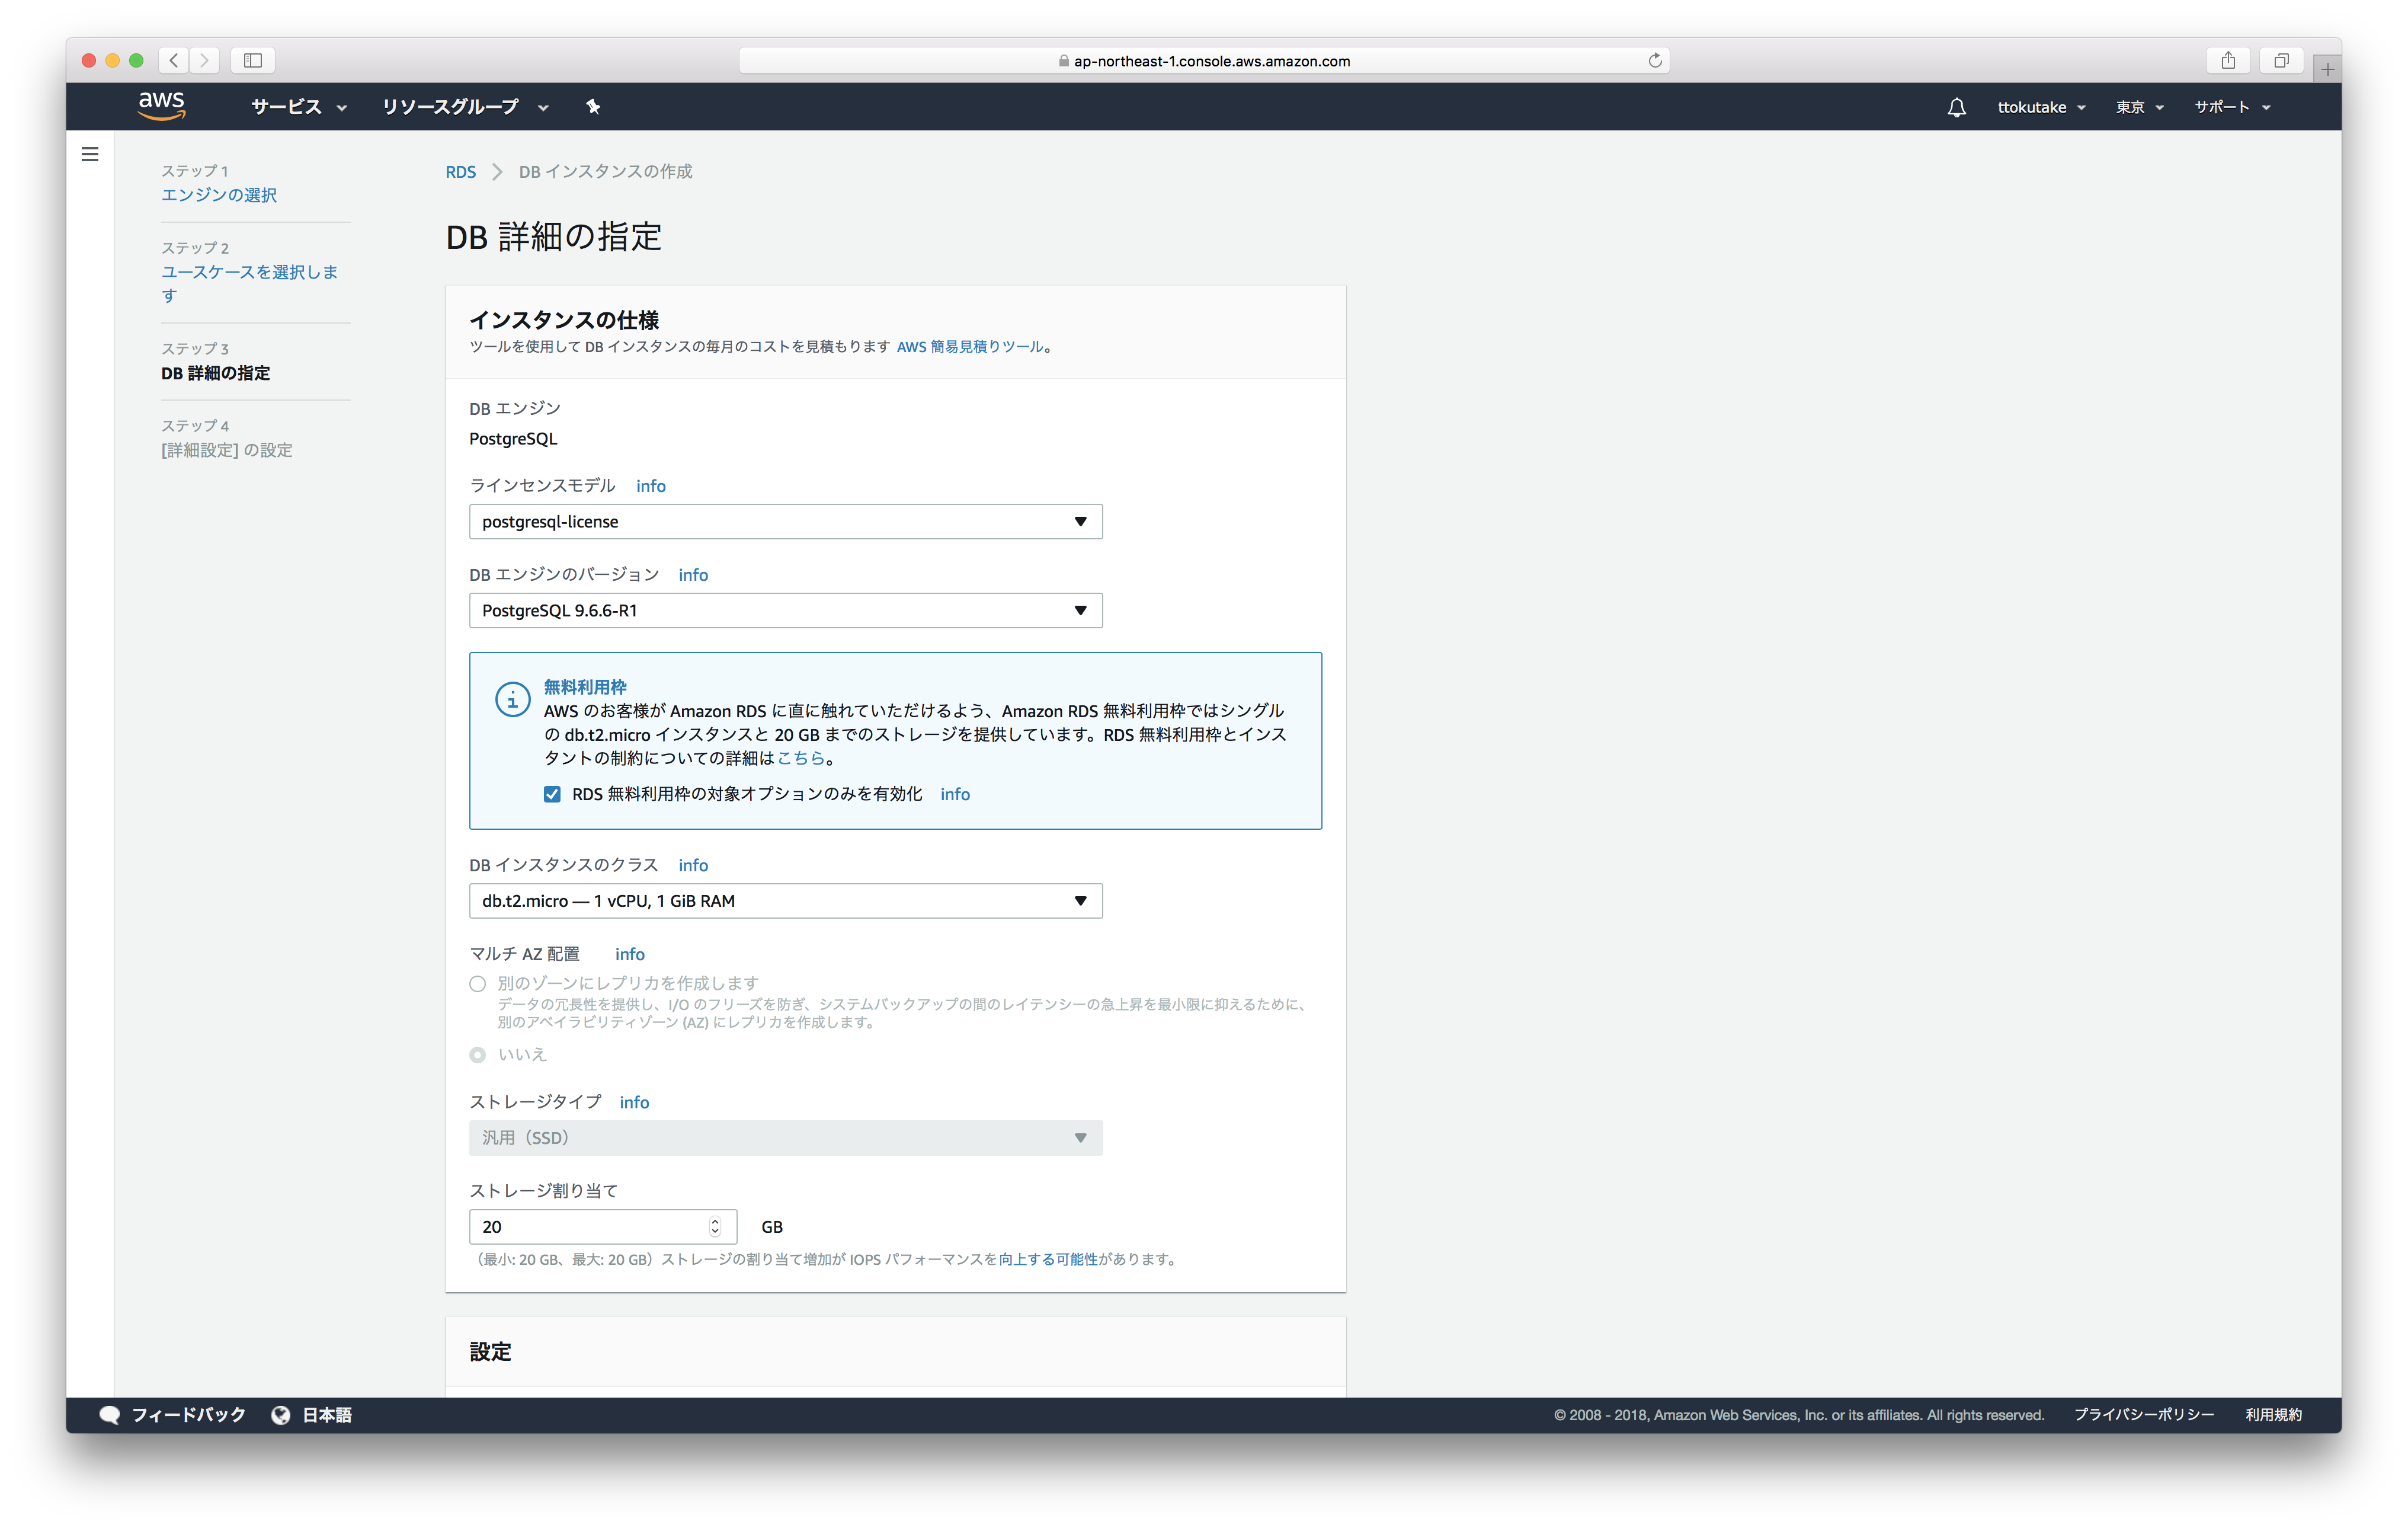 ap-northeast-1.console.aws.amazon.com
aws
サービス
リソースグループ
ttokutake
東京
サポート
ステップ 1
エンジンの選択
ステップ 2
ユースケースを選択しま
す
ステップ 3
DB 詳細の指定
ステップ 4
[詳細設定] の設定
RDS
DB インスタンスの作成
DB 詳細の指定
インスタンスの仕様
ツールを使用して DB インスタンスの毎月のコストを見積もります AWS 簡易見積りツール。
DB エンジン
PostgreSQL
ラインセンスモデル info
postgresql-license
DB エンジンのバージョン info
PostgreSQL 9.6.6-R1
無料利用枠
AWS のお客様が Amazon RDS に直に触れていただけるよう、Amazon RDS 無料利用枠ではシングル
の db.t2.micro インスタンスと 20 GB までのストレージを提供しています。RDS 無料利用枠とインス
タントの制約についての詳細はこちら。
RDS 無料利用枠の対象オプションのみを有効化 info
DB インスタンスのクラス info
db.t2.micro — 1 vCPU, 1 GiB RAM
マルチ AZ 配置 info
別のゾーンにレプリカを作成します
データの冗長性を提供し、I/O のフリーズを防ぎ、システムバックアップの間のレイテンシーの急上昇を最小限に抑えるために、
別のアベイラビリティゾーン (AZ) にレプリカを作成します。
いいえ
ストレージタイプ info
汎用（SSD）
ストレージ割り当て
20 GB
（最小: 20 GB、最大: 20 GB）ストレージの割り当て増加が IOPS パフォーマンスを向上する可能性があります。
設定
フィードバック
日本語
© 2008 - 2018, Amazon Web Services, Inc. or its affiliates. All rights reserved.
プライバシーポリシー
利用規約